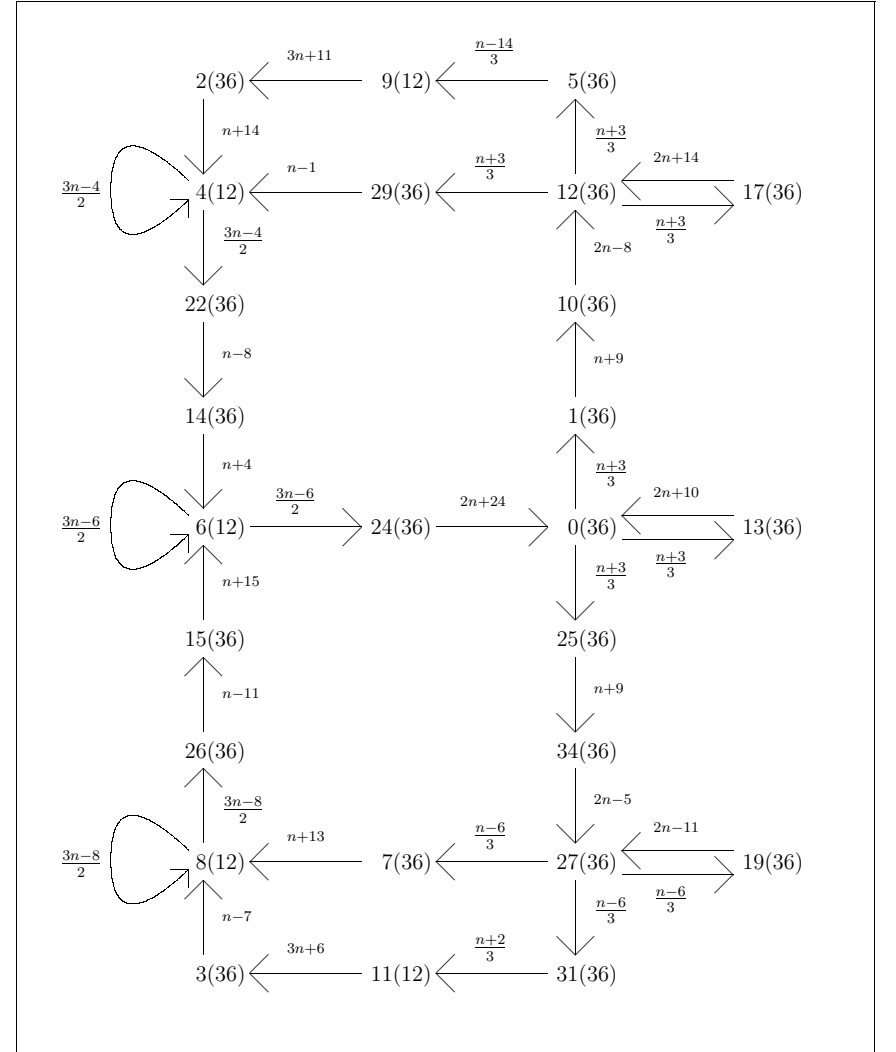 3n+11 n−14/3
2(36) 9(12) 5(36)
n+14 n+3/3 2n+14
n−1 n+3/3
3n−4/2 4(12) 29(36) 12(36) 17(36)
3n−4/2 n+3/3
2n−8
22(36) 10(36)
n−8 n+9
14(36) 1(36)
n+4 n+3/3
3n−6/2 2n+24 2n+10
3n−6/2 6(12) 24(36) 0(36) 13(36)
n+15 n+3/3 n+3/3
15(36) 25(36)
n−11 n+9
26(36) 34(36)
3n−8/2 2n−5
n+13 n−6/3 2n−11
3n−8/2 8(12) 7(36) 27(36) 19(36)
n−7 n−6/3 n−6/3
3n+6 n+2/3
3(36) 11(12) 31(36)